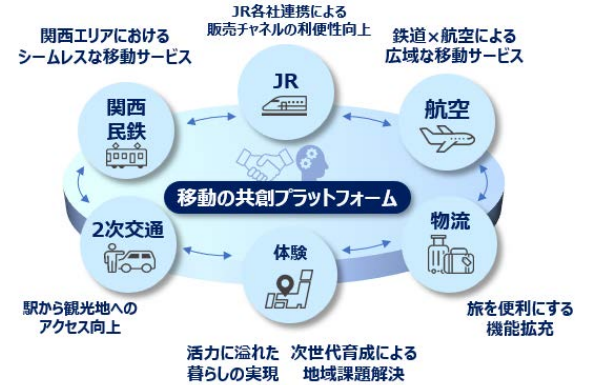 JR各社連携による
販売チャネルの利便性向上
関西エリアにおける
シームレスな移動サービス
鉄道×航空による
広域な移動サービス
JR
関西
民鉄
航空
移動の共創プラットフォーム
2次交通
体験
物流
駅から観光地への
アクセス向上
旅を便利にする
機能拡充
活力に溢れた
暮らしの実現
次世代育成による
地域課題解決